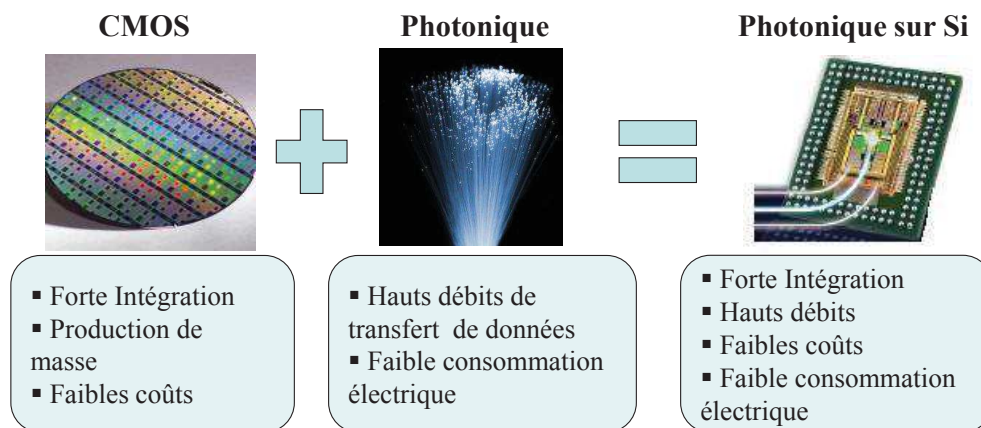 CMOS
Photonique
Photonique sur Si
▪ Forte Intégration
▪ Production de
masse
▪ Faibles coûts
▪ Hauts débits de
transfert de données
▪ Faible consommation
électrique
▪ Forte Intégration
▪ Hauts débits
▪ Faibles coûts
▪ Faible consommation
électrique